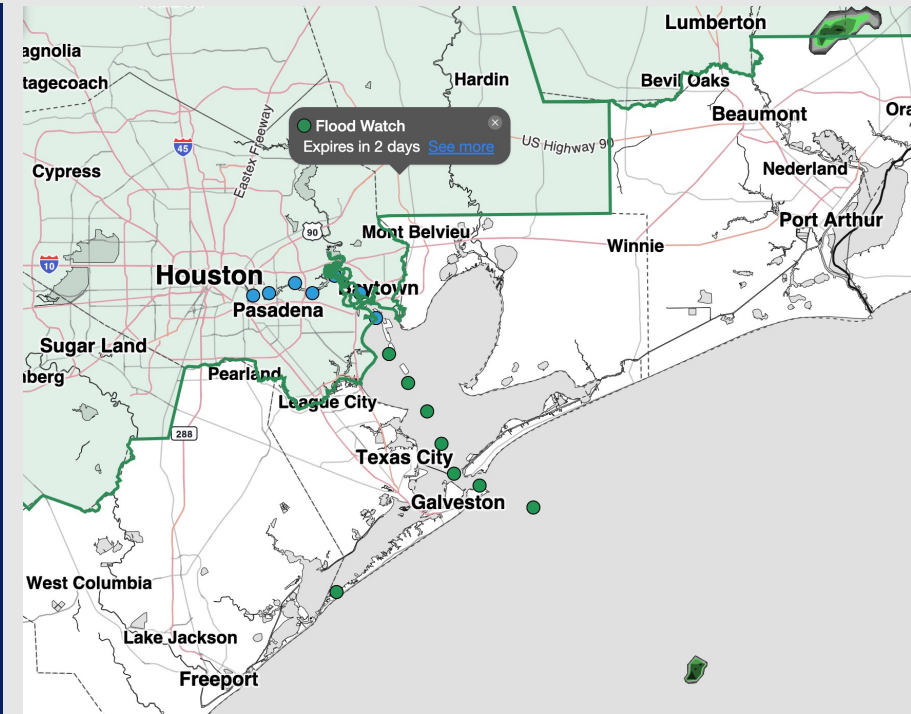 Lumberton
agnolia
tagecoach
Hardin
Bevil Oaks
Beaumont
Ora
Flood Watch
Expires in 2 days See more
US Highway 90
Eastex Freeway
45
Cypress
Nederland
Port Arthur
90
Mont Belvieu
Winnie
10
Houston
Baytown
Pasadena
Sugar Land
nberg
Pearland
League City
288
Texas City
Galveston
West Columbia
Lake Jackson
Freeport